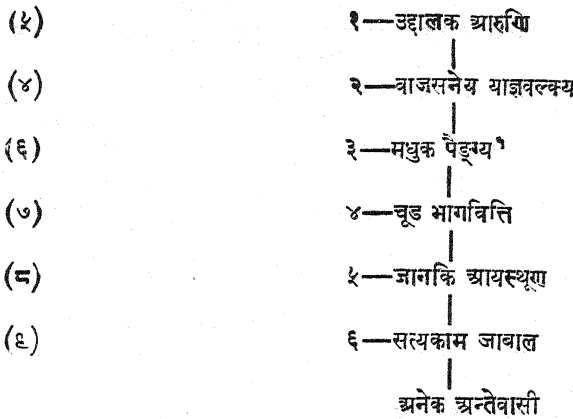 (५) १—उद्दालक आरुणि
(४) २—वाजसनेय याज्ञवल्क्य
(६) ३—मधुक पैङ्ग्य १
(७) ४—चूड भागवित्ति
(८) ५—जानकि आयस्थूण
(९) ६—सत्यकाम जाबाल
अनेक अन्तेवासी